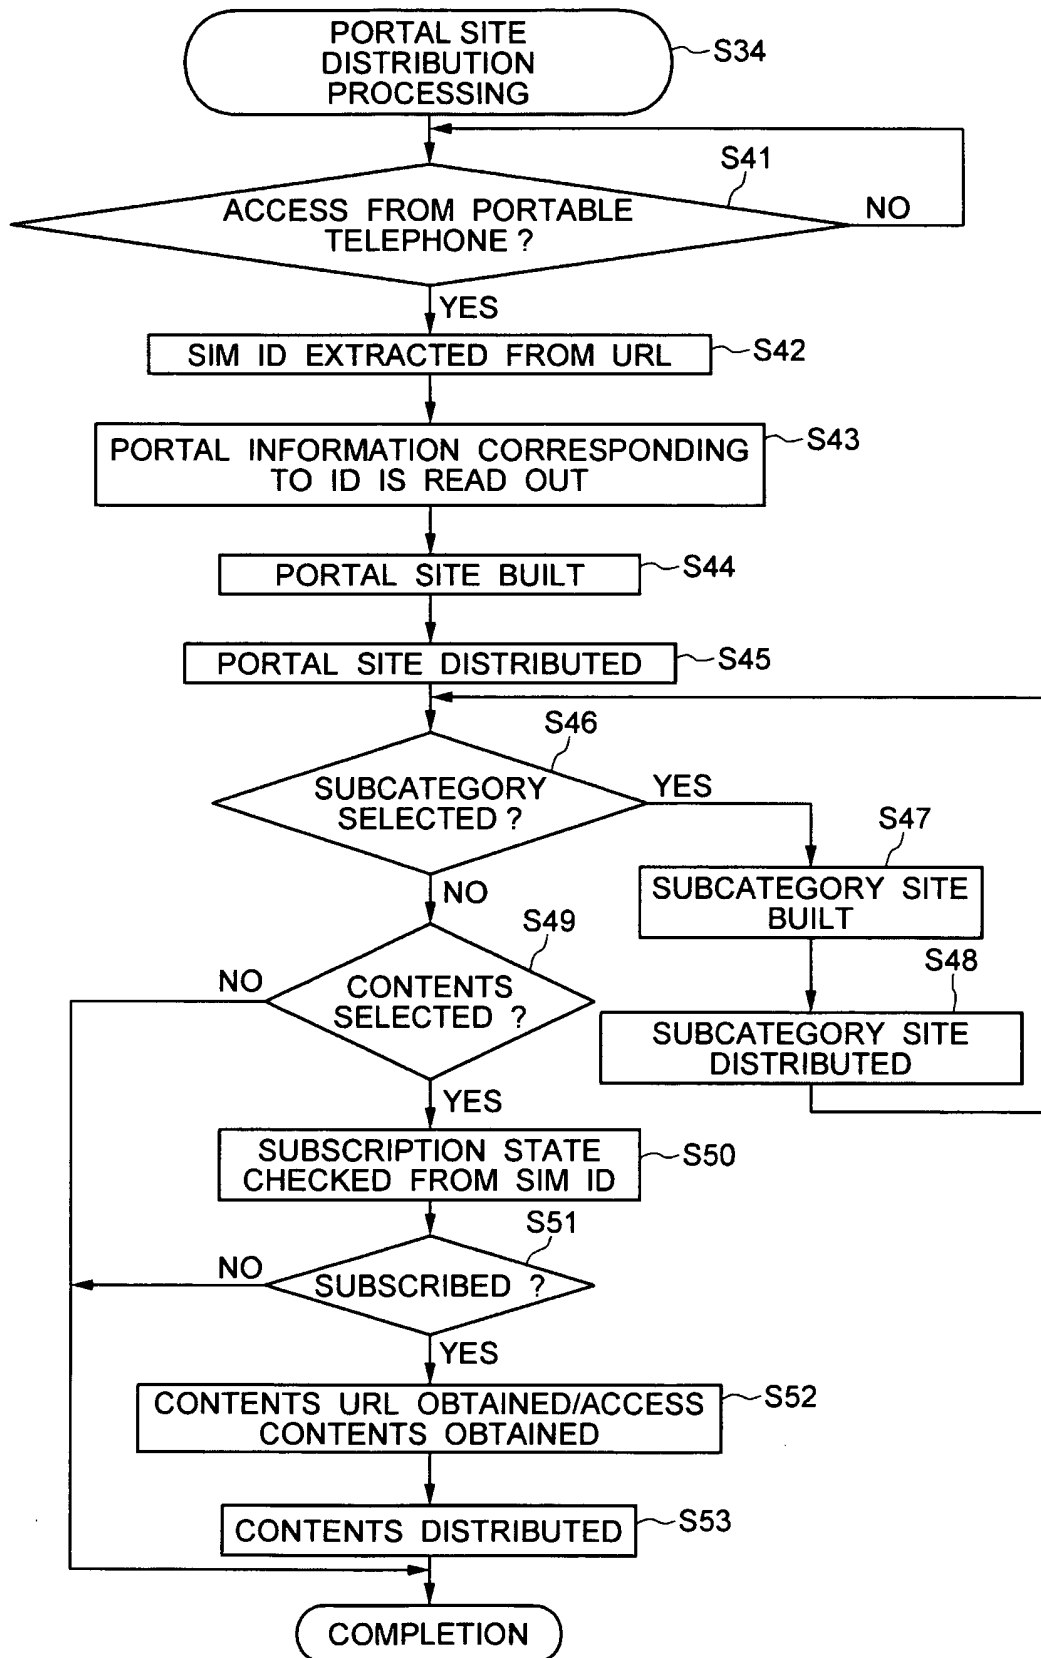 PORTAL SITE
DISTRIBUTION
PROCESSING
S34
S41
ACCESS FROM PORTABLE
TELEPHONE ?
NO
YES
SIM ID EXTRACTED FROM URL
S42
PORTAL INFORMATION CORRESPONDING
TO ID IS READ OUT
S43
PORTAL SITE BUILT
S44
PORTAL SITE DISTRIBUTED
S45
S46
SUBCATEGORY
SELECTED ?
YES
NO
S47
SUBCATEGORY SITE
BUILT
S48
SUBCATEGORY SITE
DISTRIBUTED
S49
CONTENTS
SELECTED ?
NO
YES
SUBSCRIPTION STATE
CHECKED FROM SIM ID
S50
S51
SUBSCRIBED ?
NO
YES
CONTENTS URL OBTAINED/ACCESS
CONTENTS OBTAINED
S52
CONTENTS DISTRIBUTED
S53
COMPLETION